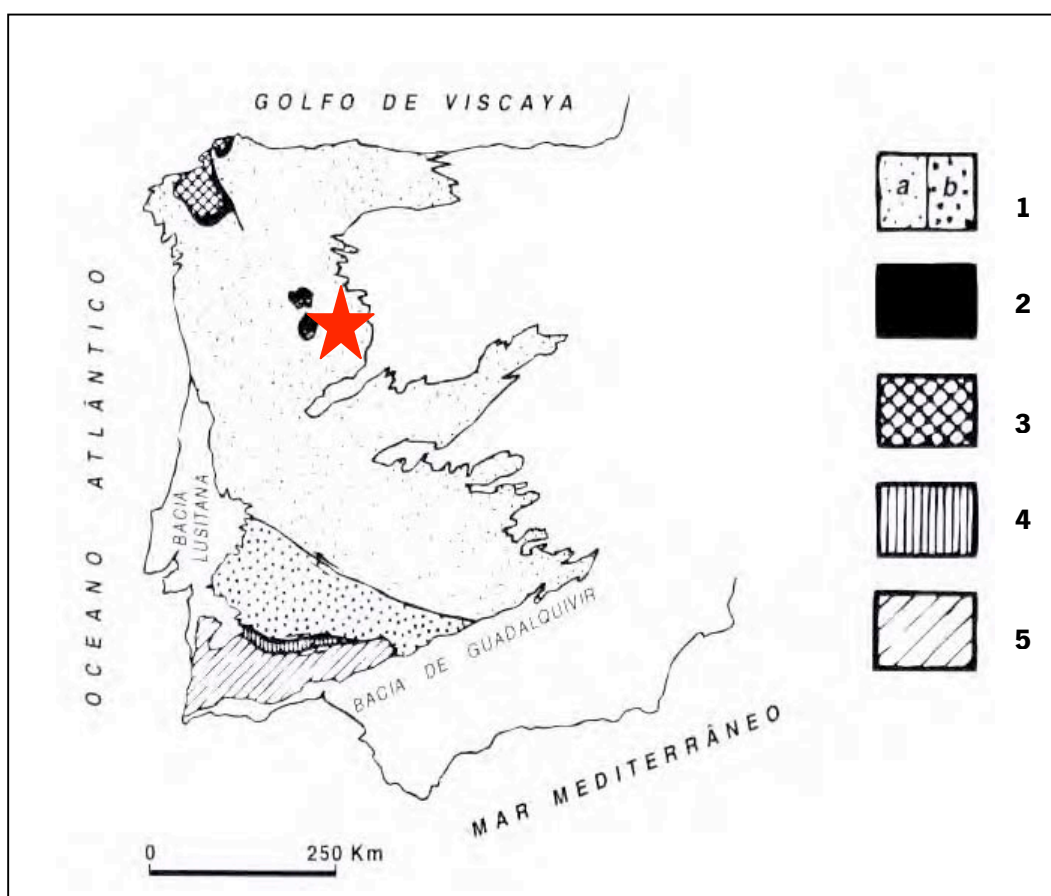 GOLFO DE VISCAYA
OCEANO ATLÂNTICO
BACIA
LUSITANA
BACIA DE GUADALQUIVIR
MAR MEDITERRÂNEO
0 250 Km
a b 1
2
3
4
5